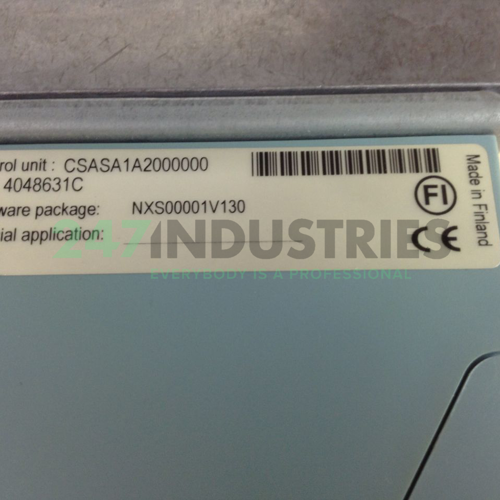 rol unit : CSASA1A2000000
4048631C
ware package: NXS00001V130
ial application:
FI
CE
Made in Finland
247INDUSTRIES
EVERYBODY IS A PROFESSIONAL